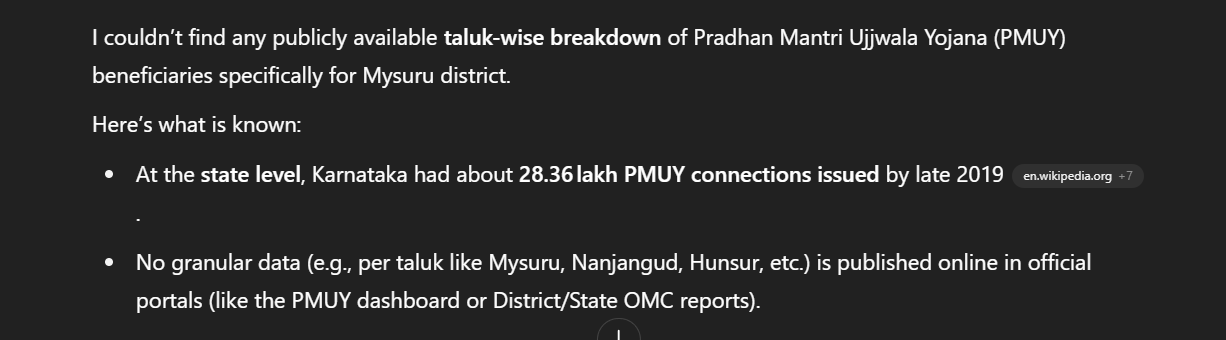 I couldn’t find any publicly available taluk-wise breakdown of Pradhan Mantri Ujjwala Yojana (PMUY)
beneficiaries specifically for Mysuru district.
Here’s what is known:
• At the state level, Karnataka had about 28.36 lakh PMUY connections issued by late 2019 en.wikipedia.org +7
.
• No granular data (e.g., per taluk like Mysuru, Nanjangud, Hunsur, etc.) is published online in official
portals (like the PMUY dashboard or District/State OMC reports).